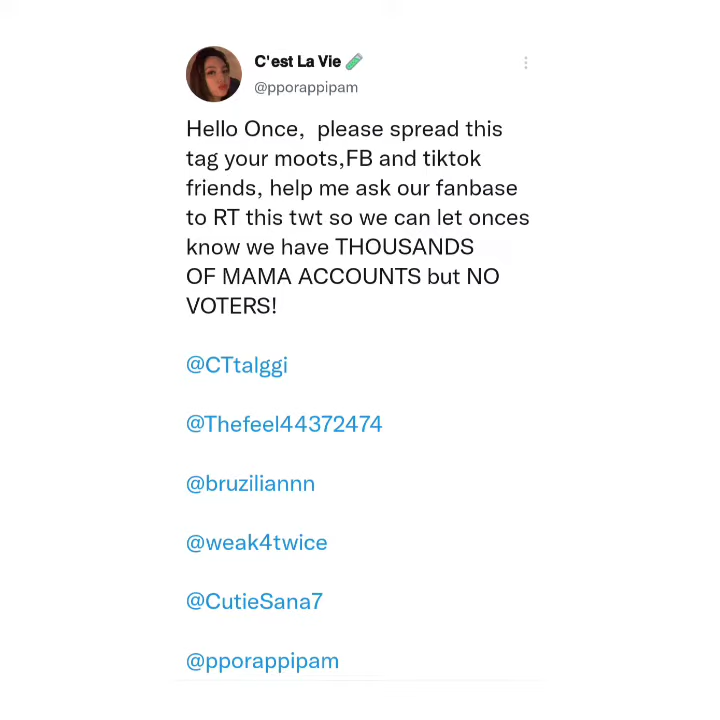 C'est La Vie
@pporappipam
Hello Once,  please spread this
tag your moots,FB and tiktok
friends, help me ask our fanbase
to RT this twt so we can let onces
know we have THOUSANDS
OF MAMA ACCOUNTS but NO
VOTERS!
@CTtalggi
@Thefeel44372474
@bruziliannn
@weak4twice
@CutieSana7
@pporappipam